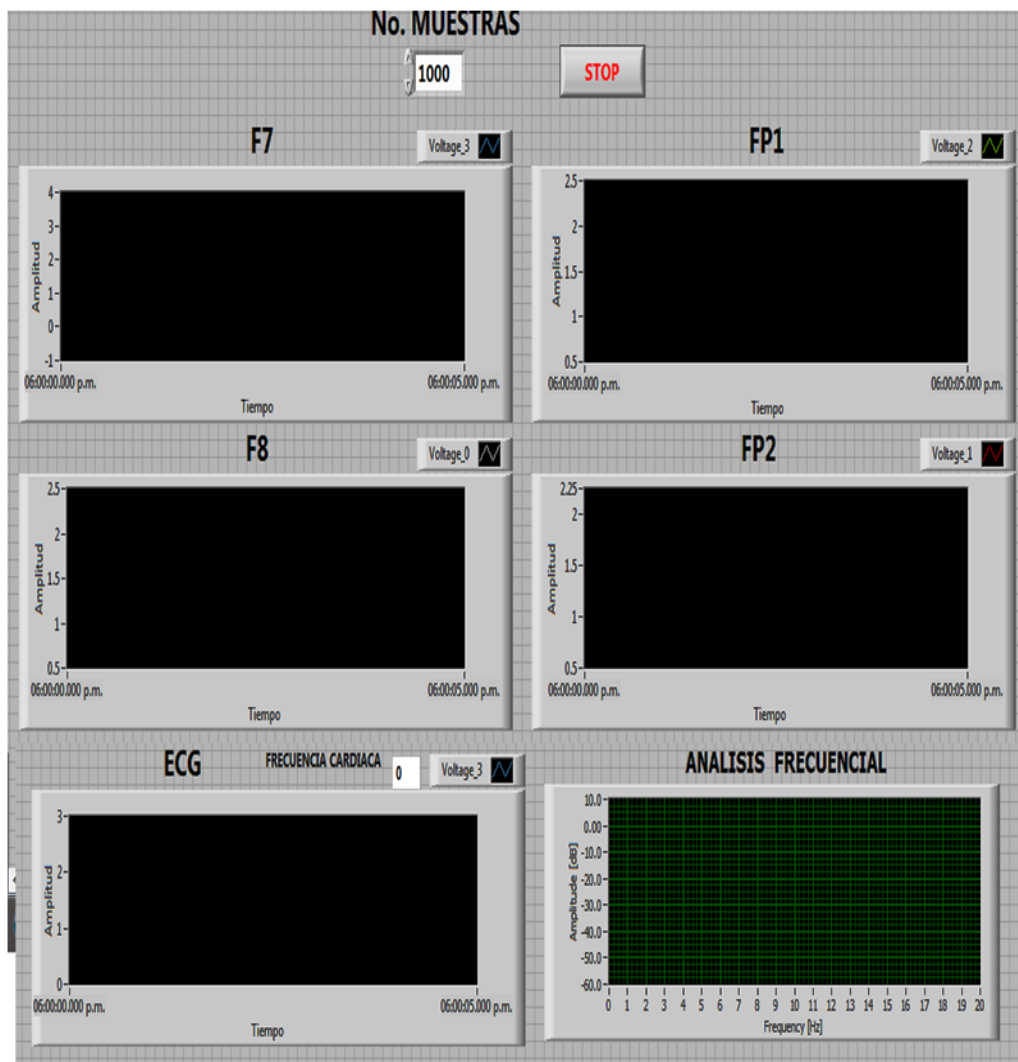 No. MUESTRAS
1000
STOP
F7
Voltage_3
4
3
2
1
0
-1
Amplitud
06:00:00.000 p.m.
06:00:05.000 p.m.
Tiempo
FP1
Voltage_2
2.5
2
1.5
1
0.5
Amplitud
06:00:00.000 p.m.
06:00:05.000 p.m.
Tiempo
F8
Voltage_0
2.5
2
1.5
1
0.5
Amplitud
06:00:00.000 p.m.
06:00:05.000 p.m.
Tiempo
FP2
Voltage_1
2.25
2
1.5
1
0.5
Amplitud
06:00:00.000 p.m.
06:00:05.000 p.m.
Tiempo
ECG
FRECUENCIA CARDIACA
0
Voltage_3
3
2
1
0
Amplitud
06:00:00.000 p.m.
06:00:05.000 p.m.
Tiempo
ANALISIS FRECUENCIAL
10.0
0.00
-10.0
-20.0
-30.0
-40.0
-50.0
-60.0
Amplitude [dB]
0 1 2 3 4 5 6 7 8 9 10 11 12 13 14 15 16 17 18 19 20
Frequency [Hz]